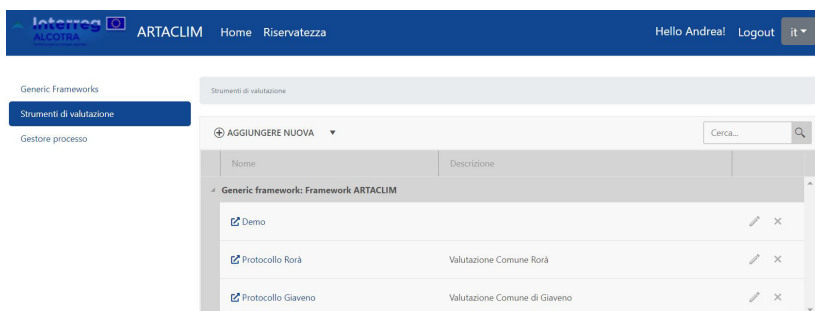 Interreg
ALCOTRA
ARTACLIM Home Riservatezza Hello Andrea! Logout it
Generic Frameworks
Strumenti di valutazione
Gestore processo
Strumenti di valutazione
AGGIUNGERE NUOVA
Cerca...
Nome Descrizione
Generic framework: Framework ARTACLIM
Demo
Protocollo Rorà Valutazione Comune Rorà
Protocollo Giaveno Valutazione Comune di Giaveno